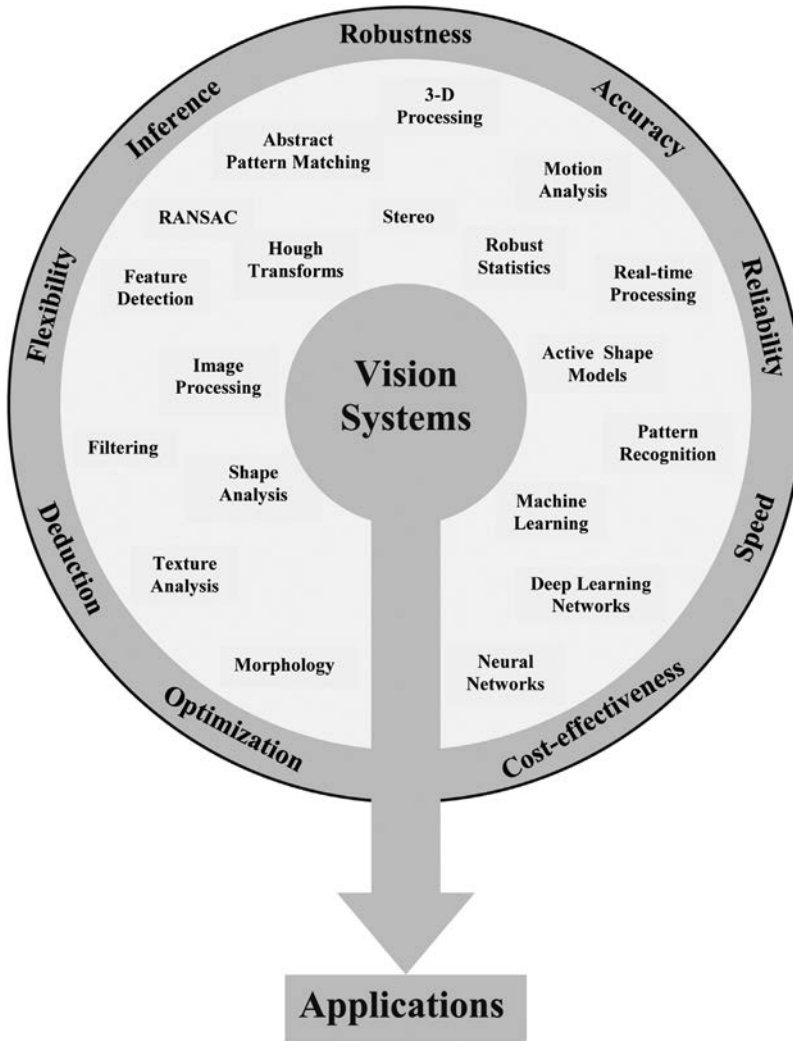 Robustness
Inference
Accuracy
3-D
Processing
Abstract
Pattern Matching
Motion
Analysis
RANSAC
Stereo
Hough
Transforms
Robust
Statistics
Flexibility
Feature
Detection
Real-time
Processing
Reliability
Image
Processing
Vision
Systems
Active Shape
Models
Filtering
Pattern
Recognition
Shape
Analysis
Machine
Learning
Deduction
Speed
Texture
Analysis
Deep Learning
Networks
Morphology
Neural
Networks
Optimization
Cost-effectiveness
Applications